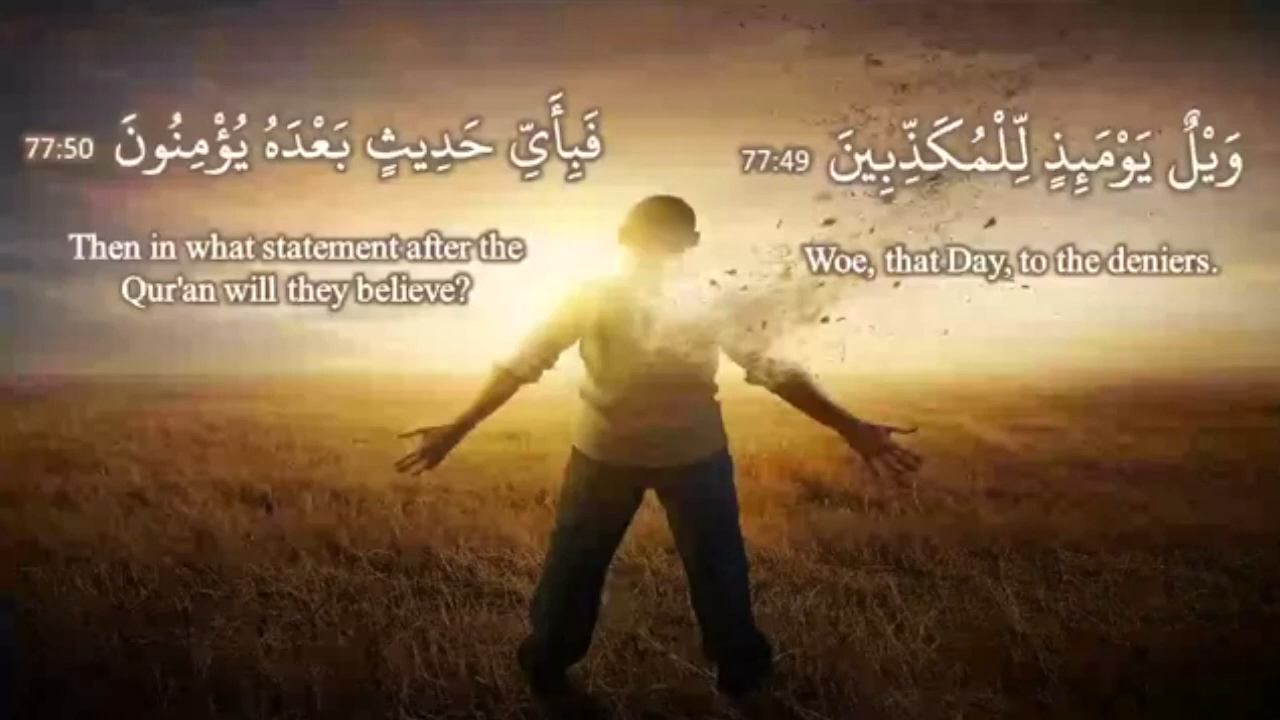 وَيْلٌ يَوْمَئِذٍ لِّلْمُكَذِّبِينَ 77:49
Woe, that Day, to the deniers.
فَبِأَيِّ حَدِيثٍ بَعْدَهُ يُؤْمِنُونَ 77:50
Then in what statement after the
Qur'an will they believe?